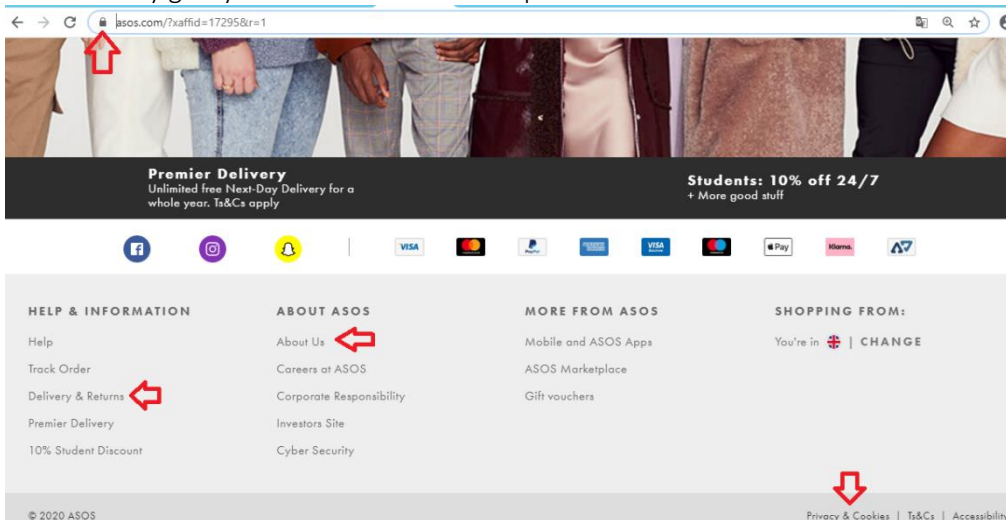 asos.com/?xaffid=17295&r=1
Premier Delivery
Unlimited free Next-Day Delivery for a
whole year. Ts&Cs apply
Students: 10% off 24/7
+ More good stuff
VISA
PayPal
VISA
Pay
Klarna.
HELP & INFORMATION
Help
Track Order
Delivery & Returns
Premier Delivery
10% Student Discount
ABOUT ASOS
About Us
Careers at ASOS
Corporate Responsibility
Investors Site
Cyber Security
MORE FROM ASOS
Mobile and ASOS Apps
ASOS Marketplace
Gift vouchers
SHOPPING FROM:
You're in | CHANGE
© 2020 ASOS
Privacy & Cookies | Ts&Cs | Accessibility